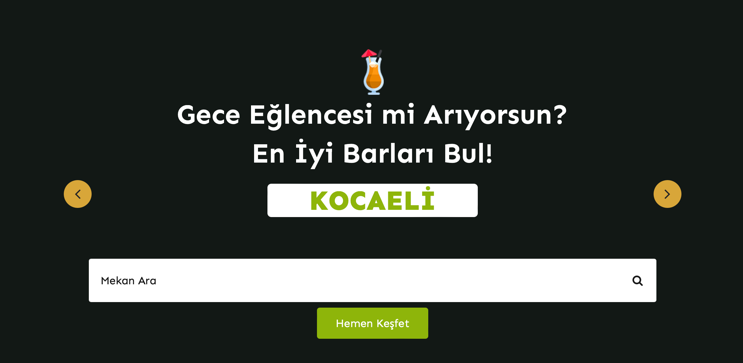 Gece Eğlencesi mi Arıyorsun?
En İyi Barları Bul!
KOCAELİ
Mekan Ara
Hemen Keşfet